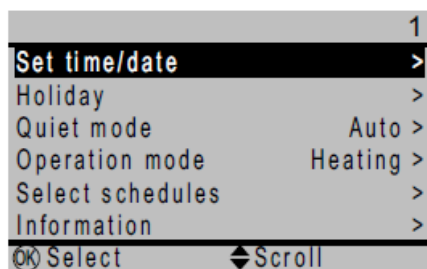 1
Set time/date >
Holiday >
Quiet mode Auto >
Operation mode Heating >
Select schedules >
Information >
OK Select Scroll